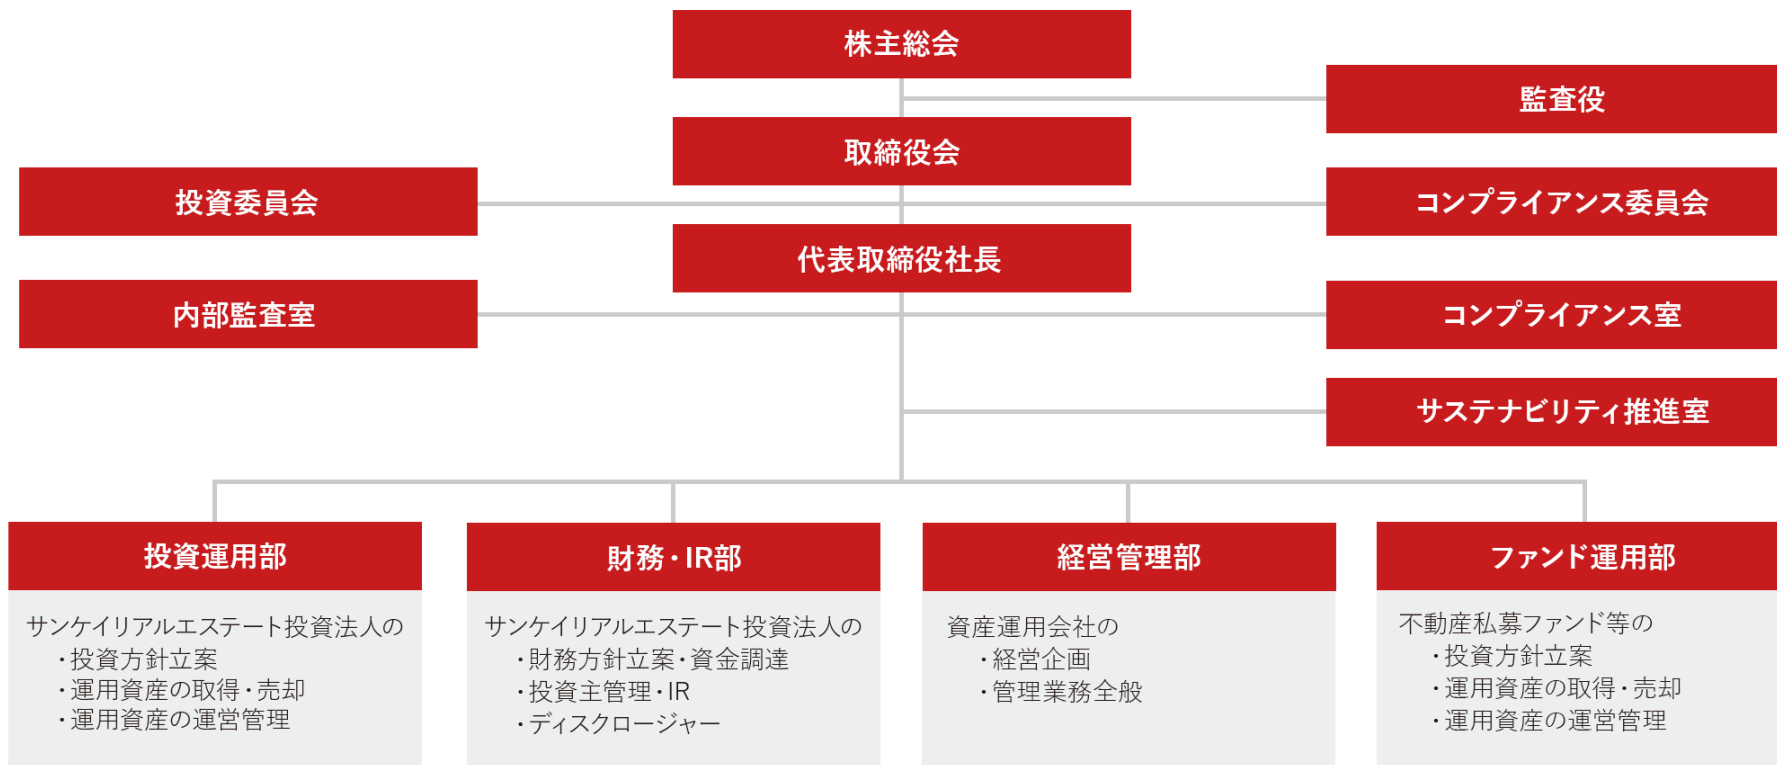 株主総会
監査役
取締役会
投資委員会
コンプライアンス委員会
代表取締役社長
内部監査室
コンプライアンス室
サステナビリティ推進室
投資運用部
サンケイリアルエステート投資法人の
・投資方針立案
・運用資産の取得・売却
・運用資産の運営管理
財務・IR部
サンケイリアルエステート投資法人の
・財務方針立案・資金調達
・投資主管理・IR
・ディスクロージャー
経営管理部
資産運用会社の
・経営企画
・管理業務全般
ファンド運用部
不動産私募ファンド等の
・投資方針立案
・運用資産の取得・売却
・運用資産の運営管理